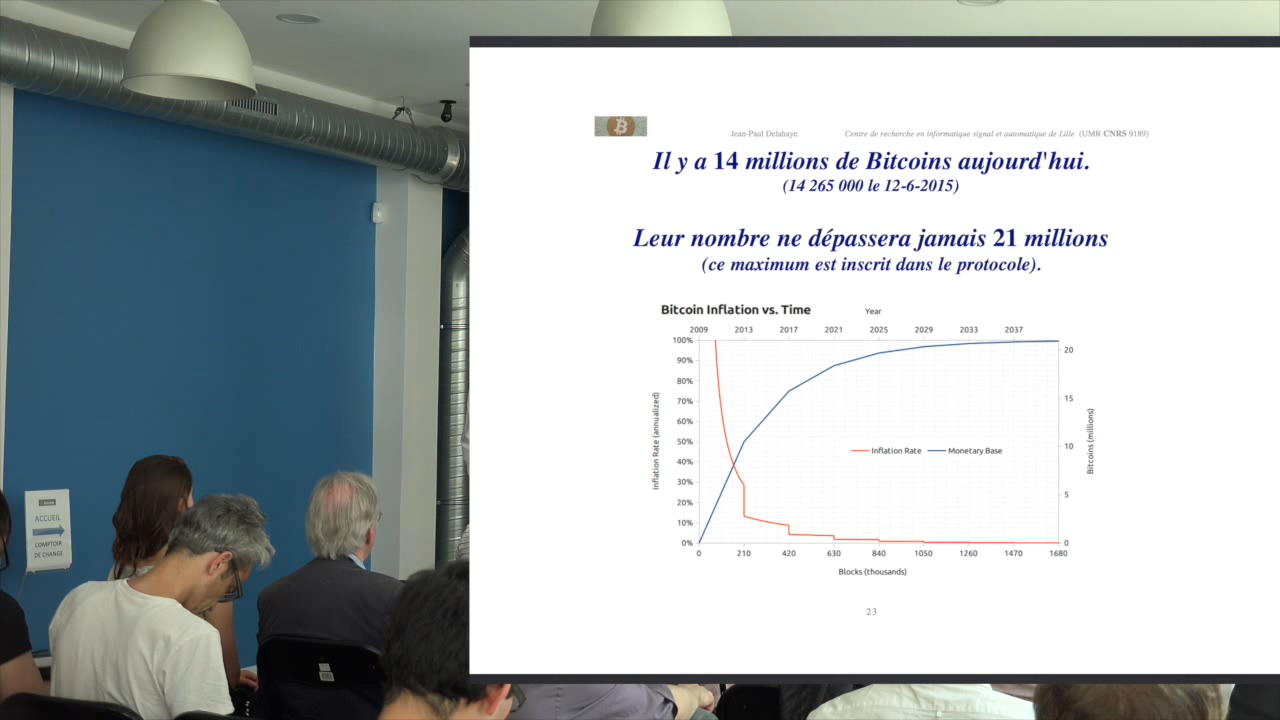 ACCUEIL
COMPTOIR
DE CHANGE
Jean-Paul Delahaye Centre de recherche en informatique signal et automatique de Lille (UMR CNRS 9189)
Il y a 14 millions de Bitcoins aujourd'hui.
(14 265 000 le 12-6-2015)
Leur nombre ne dépassera jamais 21 millions
(ce maximum est inscrit dans le protocole).
Bitcoin Inflation vs. Time
Year
2009 2013 2017 2021 2025 2029 2033 2037
100%
90%
80%
70%
60%
50%
40%
30%
20%
10%
0%
Inflation Rate (annualized)
Inflation Rate
Monetary Base
20
15
10
5
0
Bitcoins (millions)
0 210 420 630 840 1050 1260 1470 1680
Blocks (thousands)
23